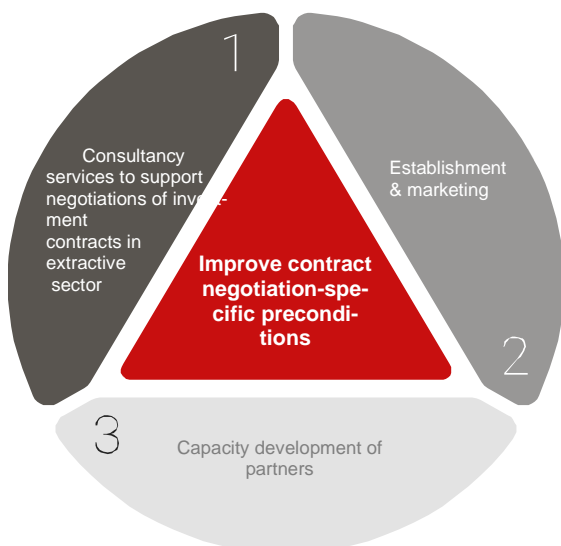 1
Consultancy
services to support
negotiations of invest-
ment
contracts in
extractive
sector
Establishment
& marketing
2
Improve contract
negotiation-spe-
cific precondi-
tions
3
Capacity development of
partners